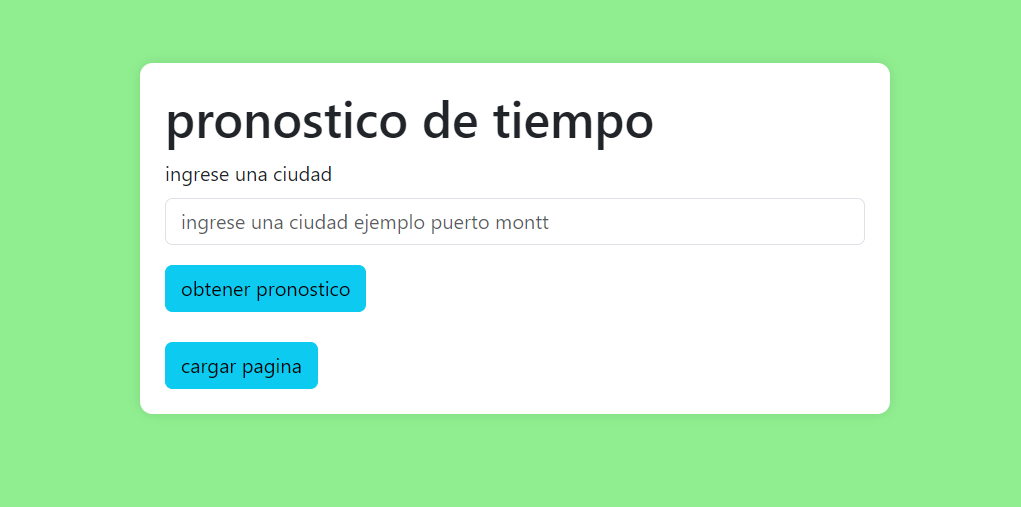 pronostico de tiempo
ingrese una ciudad
ingrese una ciudad ejemplo puerto montt
obtener pronostico
cargar pagina